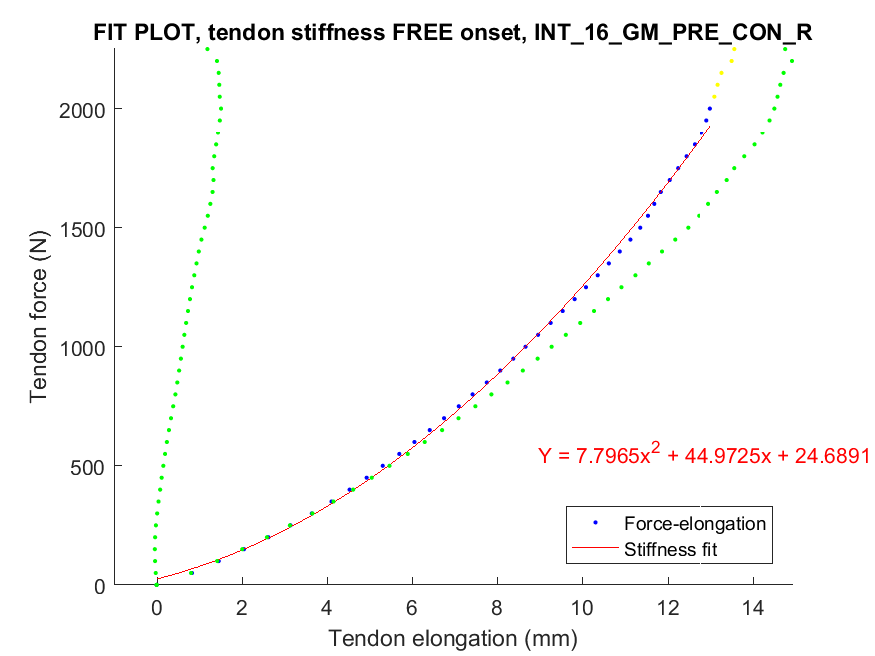 FIT PLOT, tendon stiffness FREE onset, INT_16_GM_PRE_CON_R
2000
1500
1000
500
0
Tendon force (N)
Y = 7.7965x² + 44.9725x + 24.6891
Force-elongation
Stiffness fit
0 2 4 6 8 10 12 14
Tendon elongation (mm)